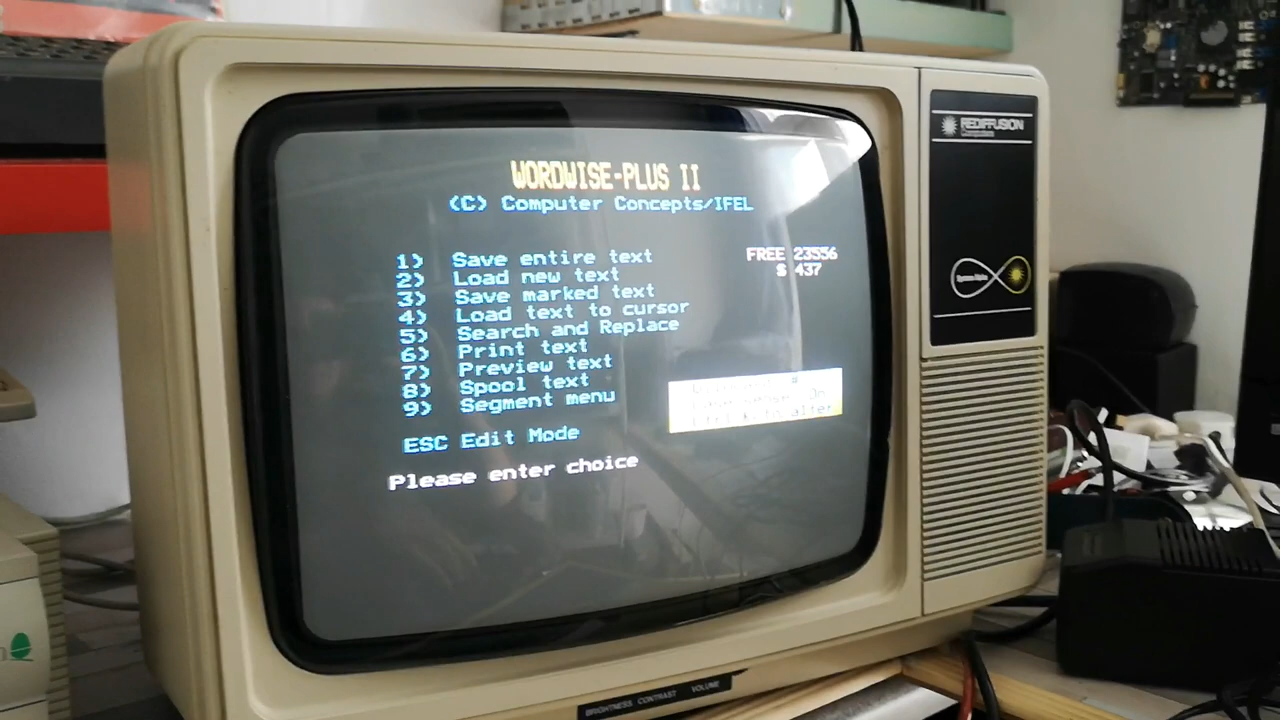 WORDWISE-PLUS II
(C) Computer Concepts/IFEL
1) Save entire text
2) Load new text
3) Save marked text
4) Load text to cursor
5) Search and Replace
6) Print text
7) Preview text
8) Spool text
9) Segment menu
FREE 23556
$ 437
ESC Edit Mode
Please enter choice
REDIFFUSION
System Alpha
BRIGHTNESS CONTRAST VOLUME